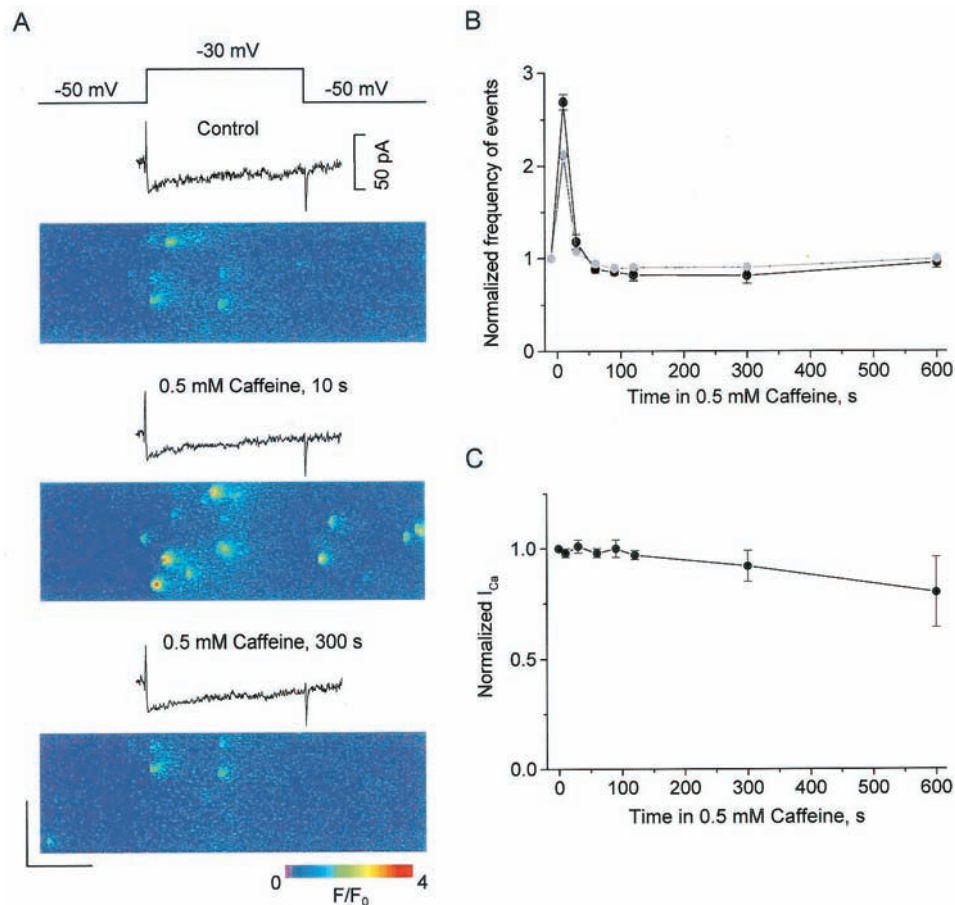 A
-30 mV
-50 mV
-50 mV
Control
50 pA
0.5 mM Caffeine, 10 s
0.5 mM Caffeine, 300 s
0
4
F/F₀
B
Normalized frequency of events
3
2
1
0
0 100 200 300 400 500 600
Time in 0.5 mM Caffeine, s
C
Normalized I_Ca
1.0
0.5
0.0
0 100 200 300 400 500 600
Time in 0.5 mM Caffeine, s